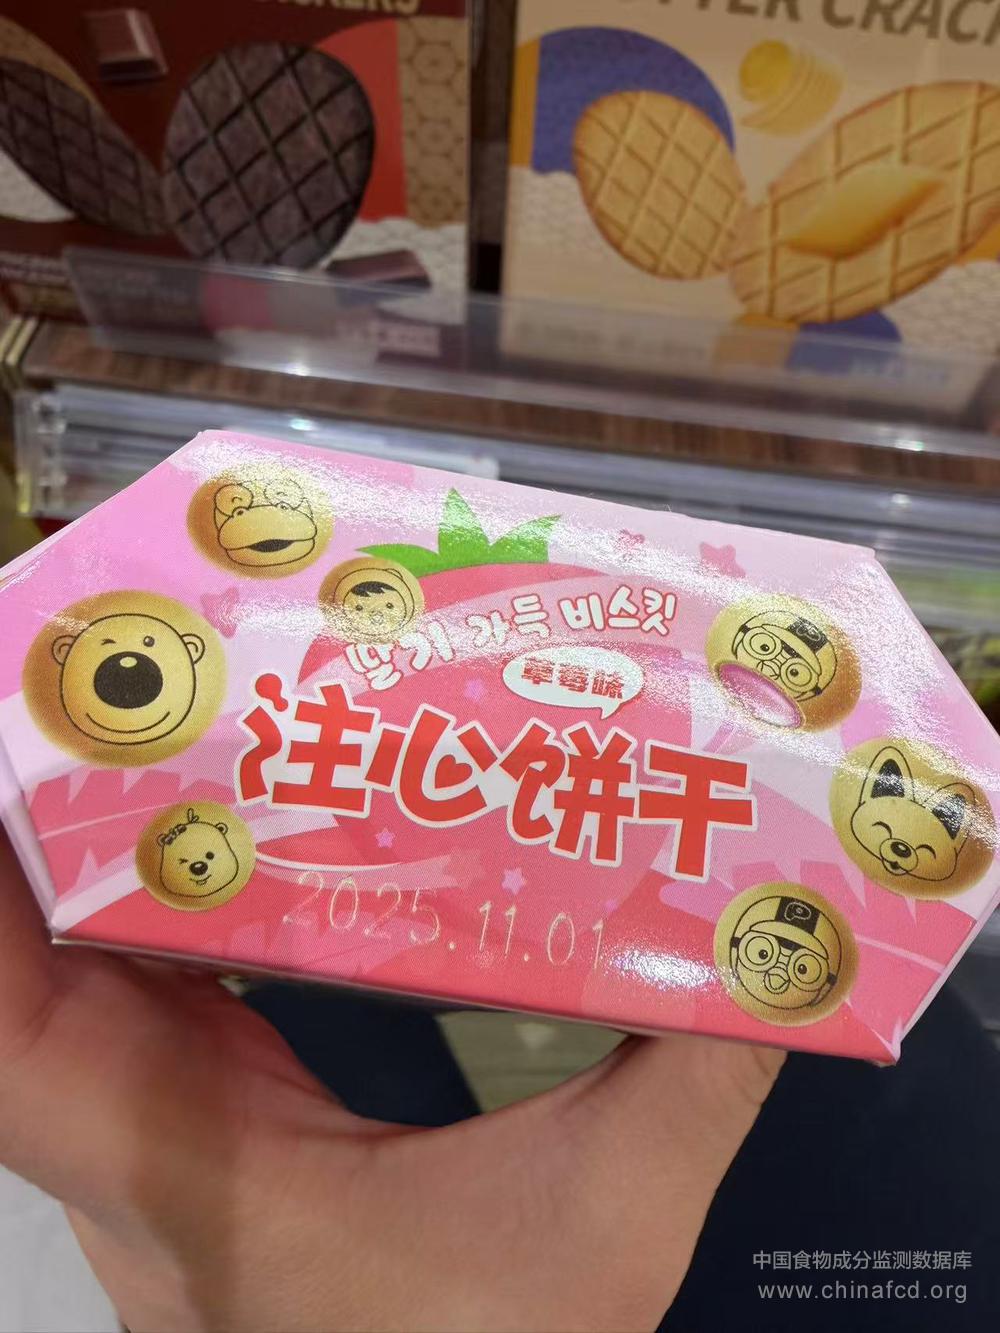 CRACK
딸기 가득 비스킷
草莓味
注心饼干
2025.11.01
P
P
中国食物成分监测数据库
www.chinafcd.org